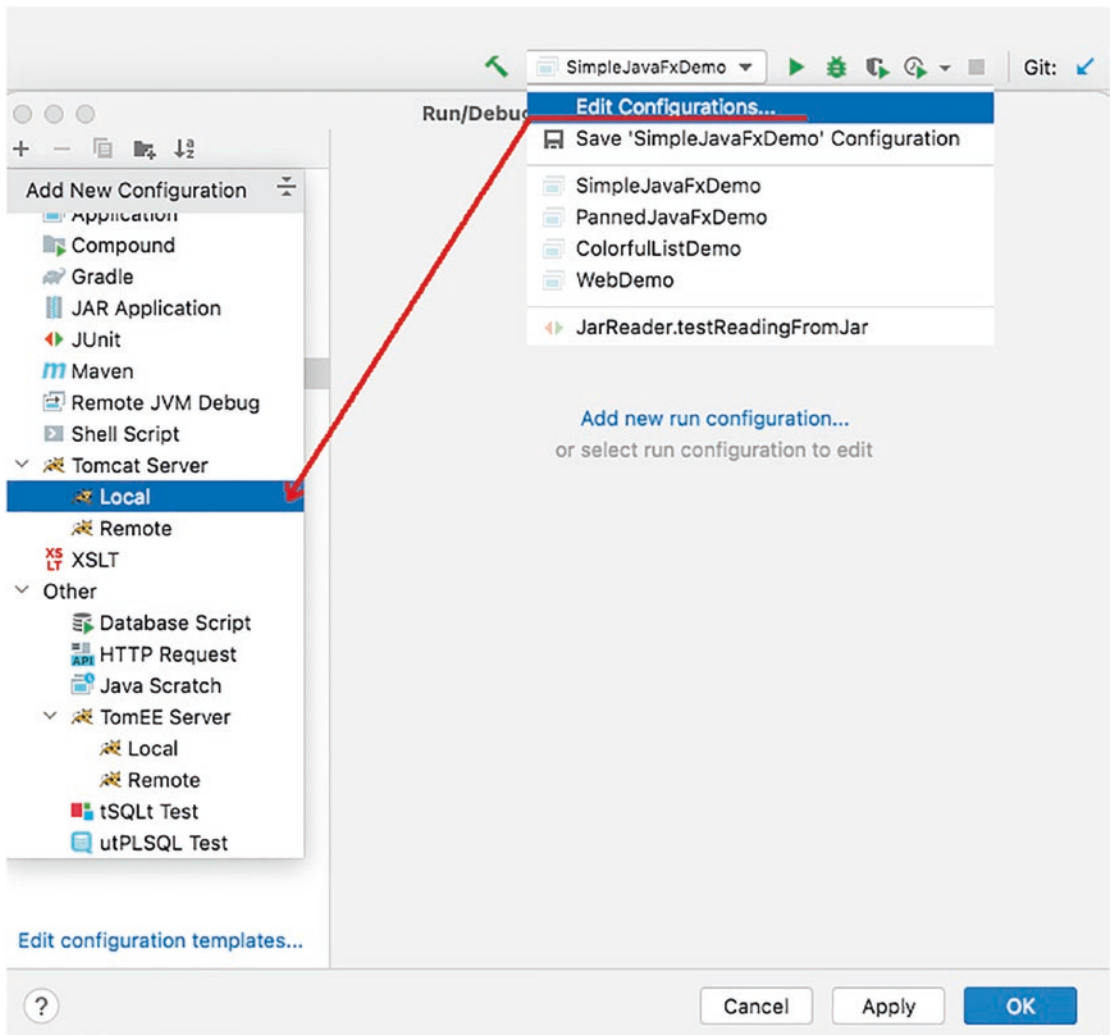 SimpleJavaFxDemo
Git:
Run/Debu
Edit Configurations...
Save 'SimpleJavaFxDemo' Configuration
SimpleJavaFxDemo
PannedJavaFxDemo
ColorfulListDemo
WebDemo
JarReader.testReadingFromJar
Add New Configuration
Application
Compound
Gradle
JAR Application
JUnit
Maven
Remote JVM Debug
Shell Script
Tomcat Server
Local
Remote
XSLT
Other
Database Script
HTTP Request
Java Scratch
TomEE Server
Local
Remote
tSQLt Test
utPLSQL Test
Add new run configuration...
or select run configuration to edit
Edit configuration templates...
?
Cancel
Apply
OK